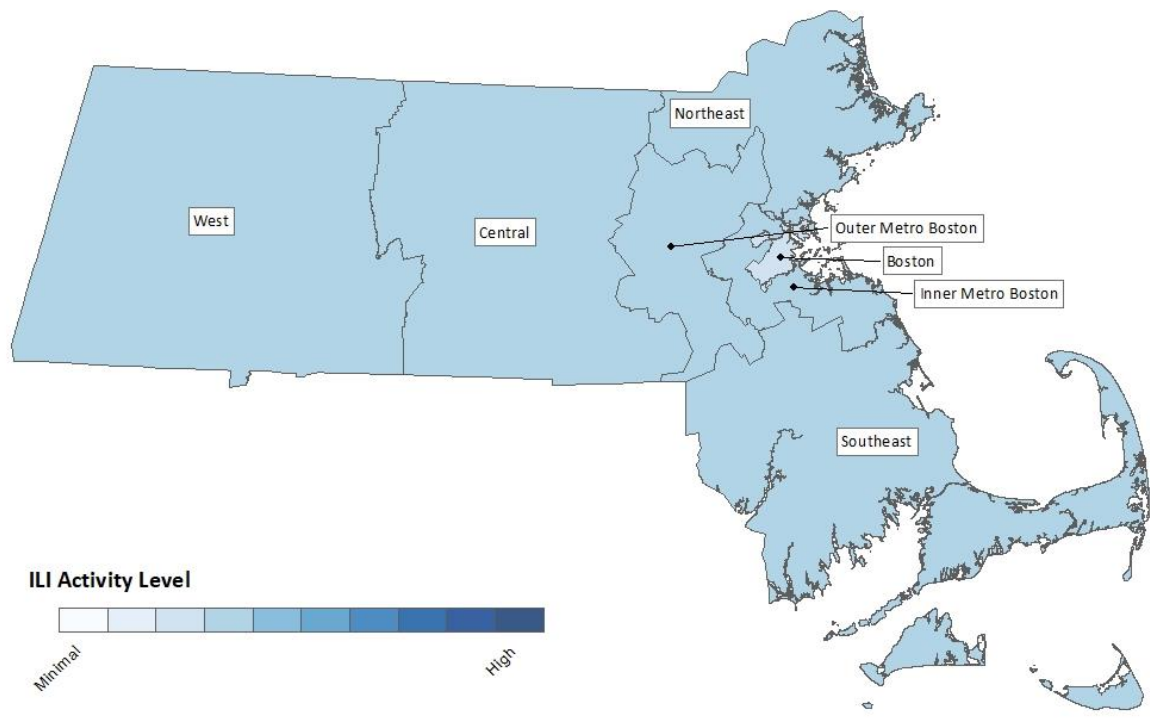 Northeast
West
Central
Outer Metro Boston
Boston
Inner Metro Boston
Southeast
ILI Activity Level
Minimal
High